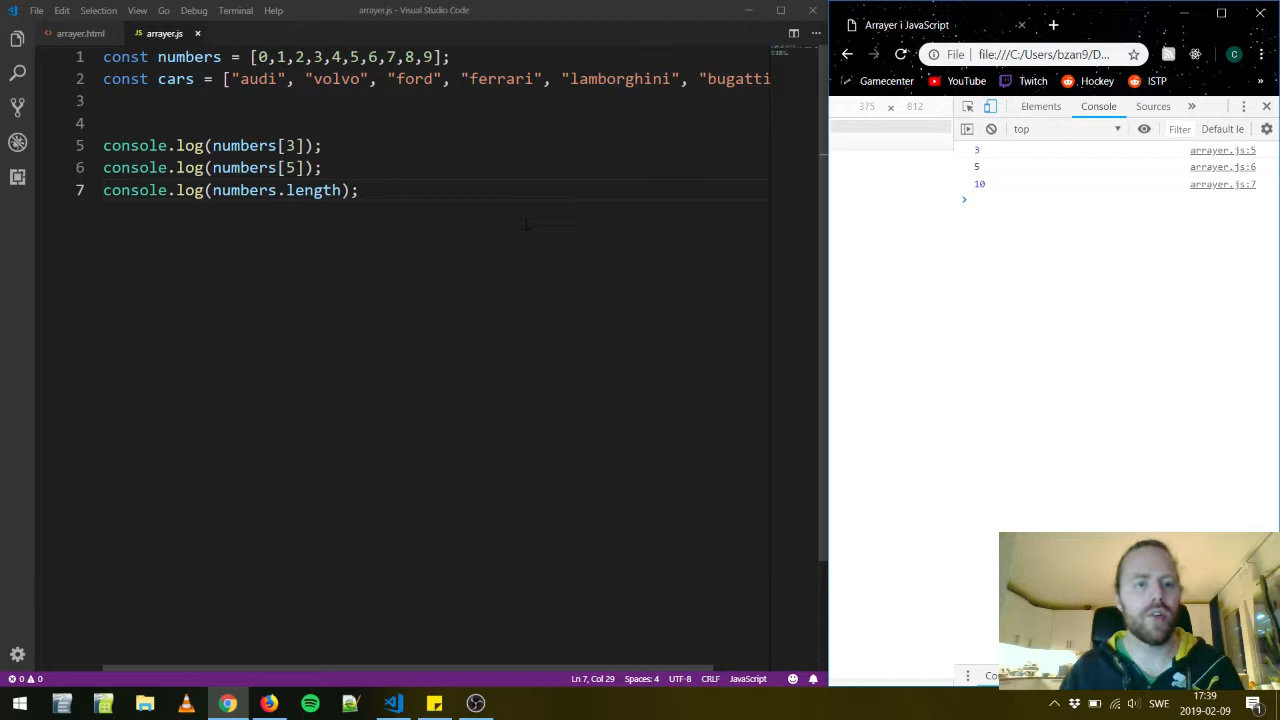 File Edit Selection View Go Debug Terminal Help
arrayer.js - Visual Studio Code
arrayer.html
JS arrayer.js
1 const numbers = [0,1,2,3,4,5,6,7,8,9];
2 const cars = ["audi", "volvo", "ford", "ferrari", "lamborghini", "bugatti
3
4
5 console.log(numbers[3]);
6 console.log(numbers[5]);
7 console.log(numbers.length);
0 0
Ln 7, Col 29 Spaces: 4 UTF-8 CRLF JavaScript
Arrayer i JavaScript
File file:///C:/Users/bzan9/D... C
Gamecenter YouTube Twitch Hockey ISTP »
375 × 812
Elements Console Sources »
top Filter Default le
3 arrayer.js:5
5 arrayer.js:6
10 arrayer.js:7
Co
SWE
17:39
2019-02-09
1